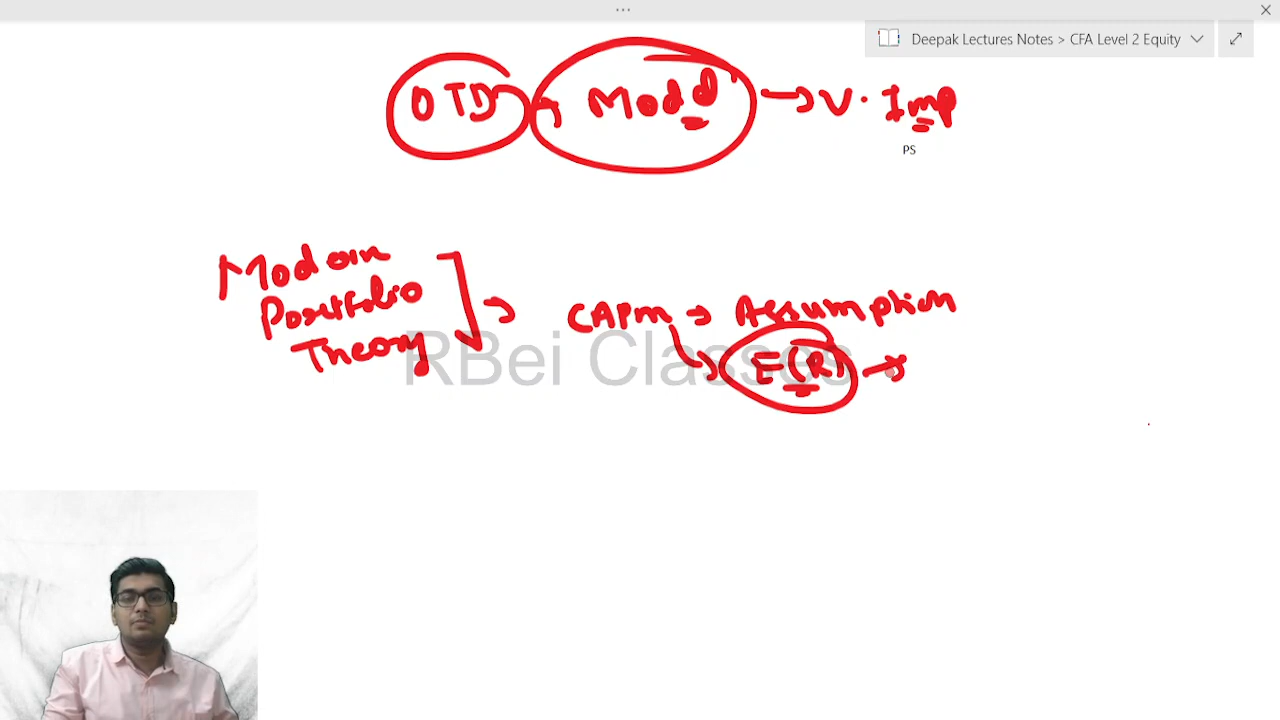 Deepak Lectures Notes > CFA Level 2 Equity
OTD Model → V. Imp
PS
Modern
Portfolio
Theory
CAPM → Assumption
E(R) →
RBei Classes